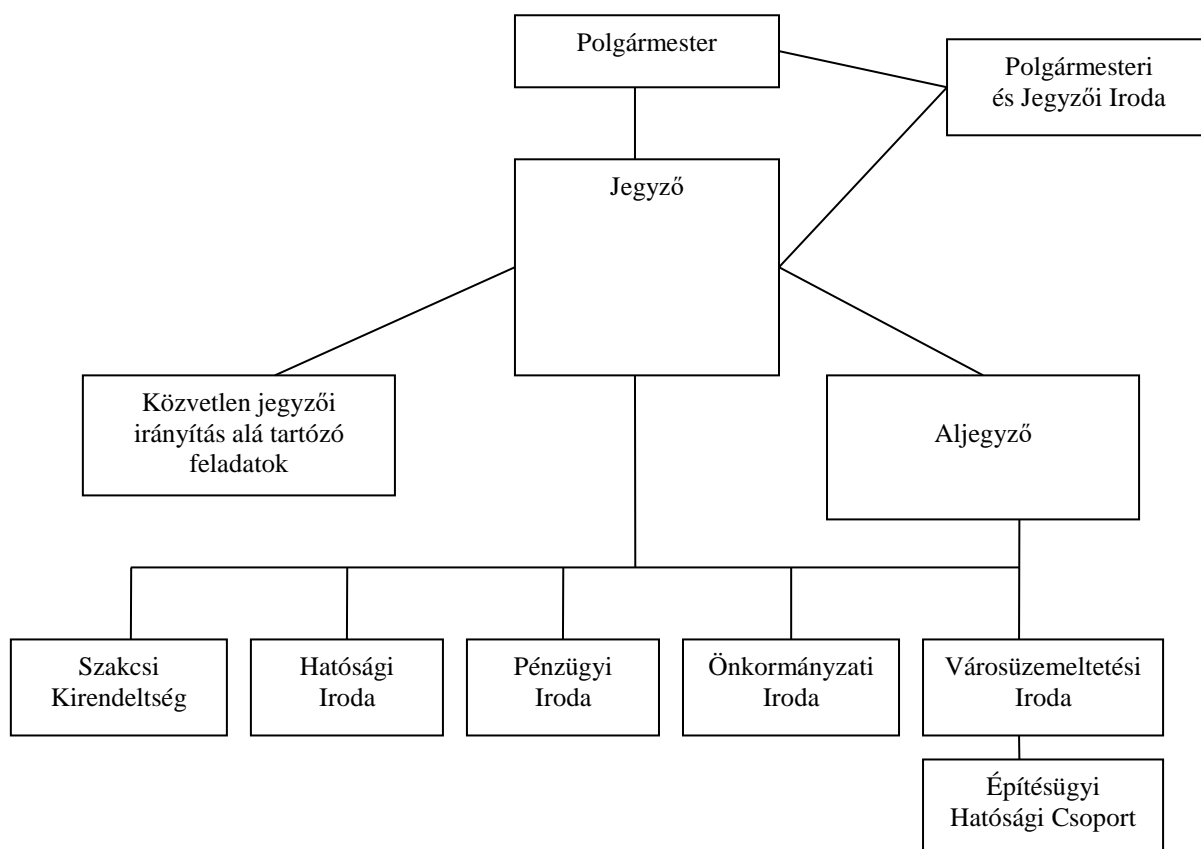 Polgármester
Polgármesteri
és Jegyzői Iroda
Jegyző
Közvetlen jegyzői
irányítás alá tartózó
feladatok
Aljegyző
Szakcsi
Kirendeltség
Hatósági
Iroda
Pénzügyi
Iroda
Önkormányzati
Iroda
Városüzemeltetési
Iroda
Építésügyi
Hatósági Csoport